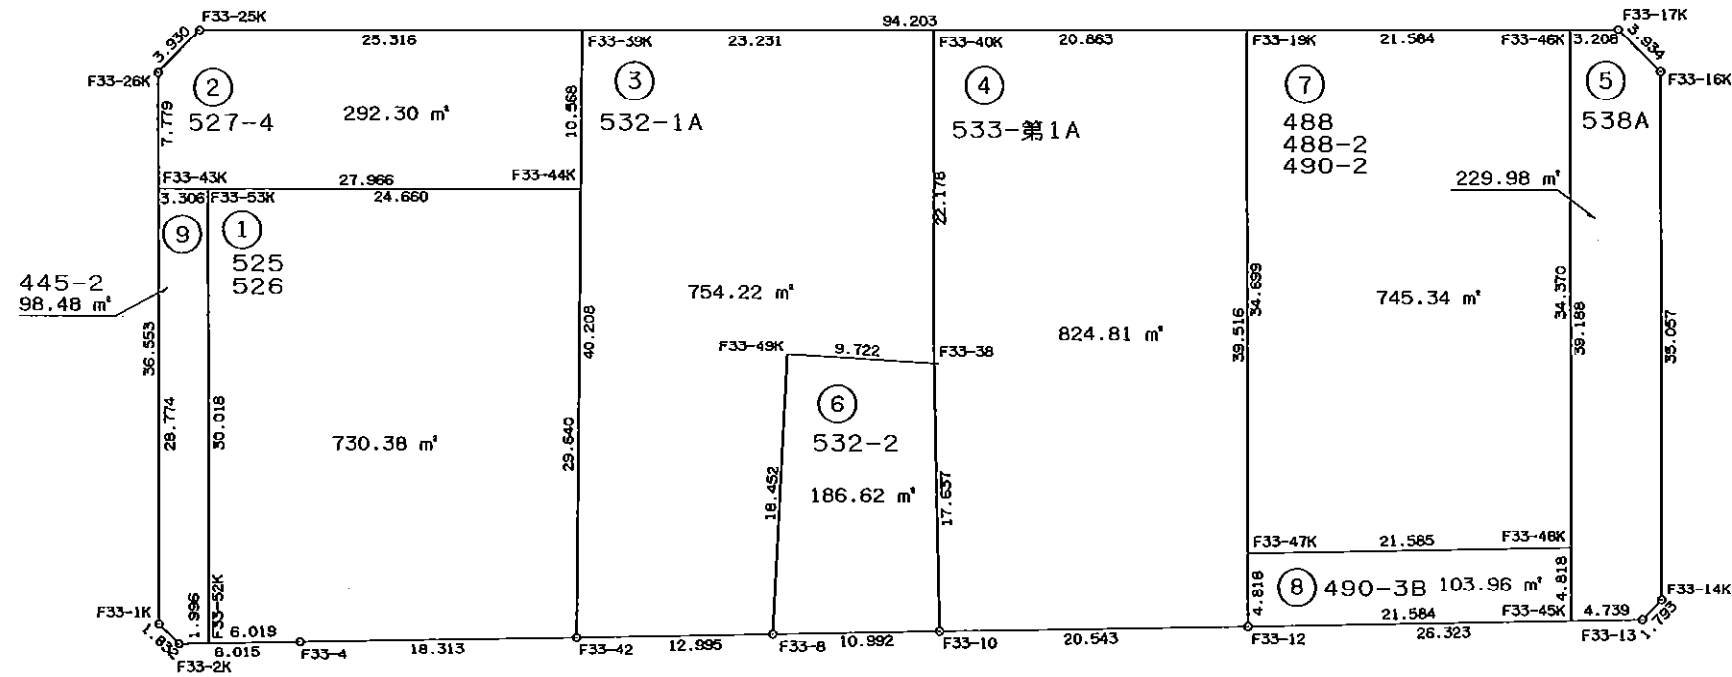 F33-25K
94.203
F33-17K
3.930
25.316
F33-39K
23.231
F33-40K
20.863
F33-19K
21.584
F33-46K
3.208
3.934
F33-26K
F33-16K
②
527-4
292.30 m²
7.779
10.568
③
532-1A
④
533-第1A
⑦
488
488-2
490-2
⑤
538A
229.98 m²
F33-43K
27.966
F33-44K
3.306
F33-53K
24.660
22.178
⑨
①
525
526
445-2
98.48 m²
754.22 m²
745.34 m²
824.81 m²
36.553
28.774
30.018
40.208
29.640
39.516
34.699
34.370
39.188
35.057
F33-49K
9.722
F33-38
⑥
532-2
186.62 m²
730.38 m²
18.452
17.637
F33-47K
21.585
F33-48K
4.818
⑧
490-3B
103.96 m²
4.818
F33-14K
F33-1K
1.832
1.996
F33-52K
6.019
6.015
F33-2K
F33-4
18.313
F33-42
12.995
F33-8
10.992
F33-10
20.543
F33-12
21.584
26.323
F33-45K
4.739
F33-13
1.793